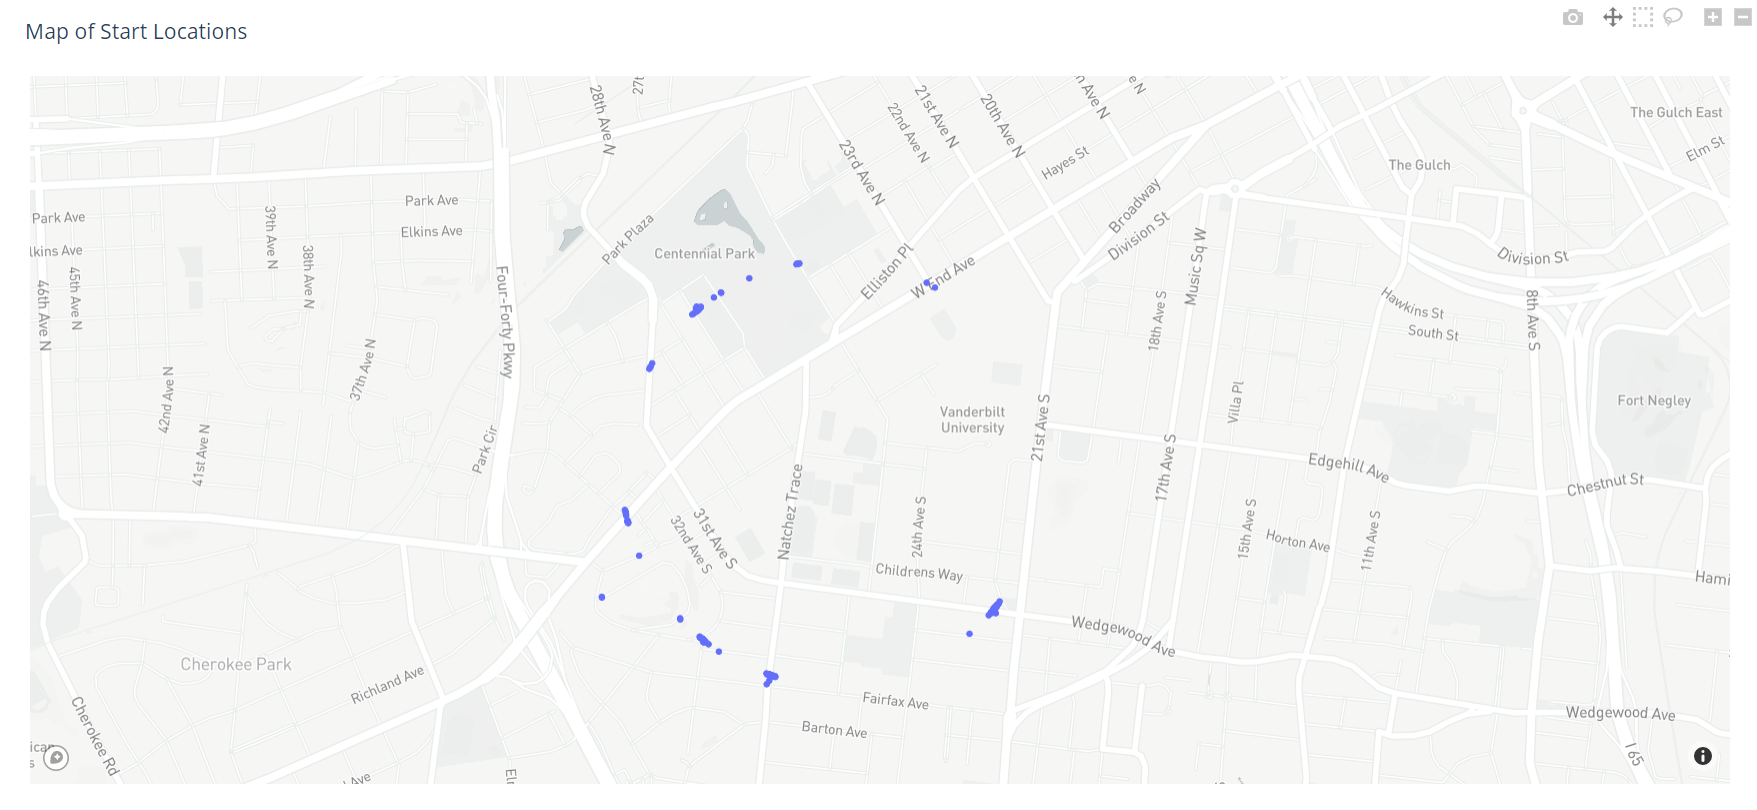 Map of Start Locations
28th Ave N
27t
21st Ave N
22nd Ave N
20th Ave N
n Ave N
e N
23rd Ave N
Hayes St
The Gulch East
Elm St
The Gulch
Park Ave
Park Ave
39th Ave N
Elkins Ave
lkins Ave
38th Ave N
45th Ave N
46th Ave N
Park Plaza
Centennial Park
Elliston Pl
W End Ave
Broadway
Division St
Music Sq W
Division St
Four-Forty Pkwy
18th Ave S
Hawkins St
South St
8th Ave S
37th Ave N
42nd Ave N
41st Ave N
Park Cir
Vanderbilt
University
21st Ave S
Villa Pl
Fort Negley
17th Ave S
Edgehill Ave
Chestnut St
Natchez Trace
31st Ave S
32nd Ave S
24th Ave S
15th Ave S
Horton Ave
11th Ave S
Childrens Way
Hami
Wedgewood Ave
Cherokee Park
Richland Ave
Cherokee Rd
Fairfax Ave
Barton Ave
Wedgewood Ave
I 65
ican
s
Ave
El